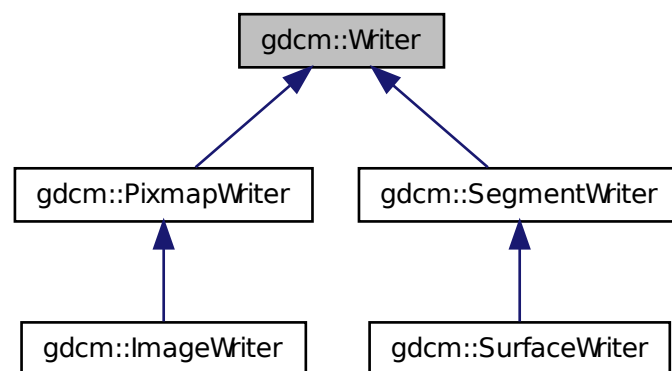 gdcm::Writer
gdcm::PixmapWriter
gdcm::SegmentWriter
gdcm::ImageWriter
gdcm::SurfaceWriter